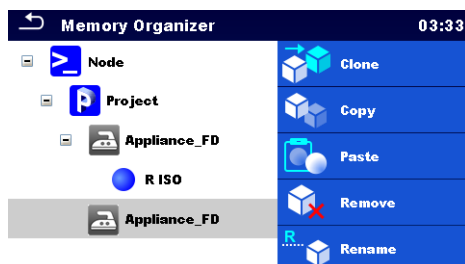 Memory Organizer 03:33
Node
Clone
Project
Copy
Appliance_FD
Paste
R ISO
Remove
Appliance_FD
R
Rename